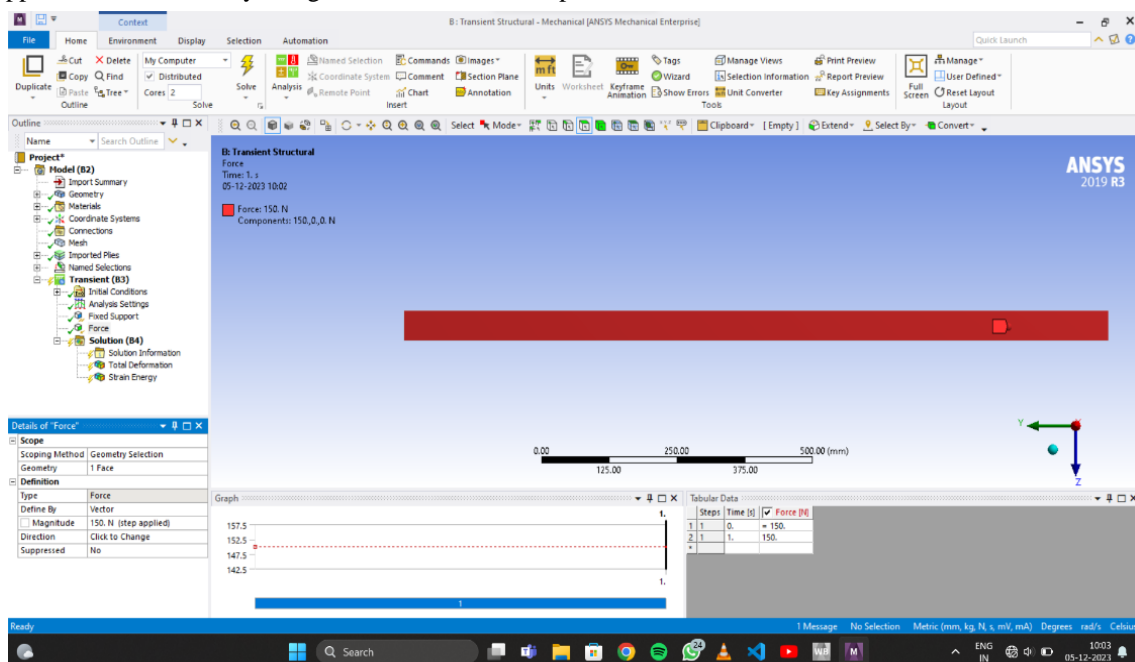 B : Transient Structural - Mechanical [ANSYS Mechanical Enterprise]
Context
File Home Environment Display Selection Automation
Quick Launch
Duplicate
Cut
Copy
Paste
Delete
Find
Tree
Outline
My Computer
Distributed
Cores 2
Solve
Solve
Analysis
Named Selection
Coordinate System
Remote Point
Commands
Comment
Chart
Images
Section Plane
Annotation
Insert
Units
Worksheet
Keyframe
Animation
Tags
Wizard
Show Errors
Manage Views
Selection Information
Unit Converter
Print Preview
Report Preview
Key Assignments
Tools
Full
Screen
Manage
User Defined
Reset Layout
Layout
Outline
Name
Search Outline
Select Mode
Clipboard [ Empty ] Extend Select By Convert
Project*
Model (B2)
Import Summary
Geometry
Materials
Coordinate Systems
Connections
Mesh
Imported Plies
Named Selections
Transient (B3)
Initial Conditions
Analysis Settings
Fixed Support
Force
Solution (B4)
Solution Information
Total Deformation
Strain Energy
B: Transient Structural
Force
Time: 1. s
05-12-2023 10:02
Force: 150. N
Components: 150.,0.,0. N
ANSYS
2019 R3
Y
X
Z
0.00 250.00 500.00 (mm)
125.00 375.00
Details of "Force"
Scope
Scoping Method Geometry Selection
Geometry 1 Face
Definition
Type Force
Define By Vector
Magnitude 150. N (step applied)
Direction Click to Change
Suppressed No
Graph
1.
157.5
152.5
147.5
142.5
1.
1
Tabular Data
Steps Time [s] Force [N]
1 1 0. = 150.
2 1 1. 150.
*
Ready
1 Message No Selection Metric (mm, kg, N, s, mV, mA) Degrees rad/s Celsius
Search
24
WB
M
ENG
IN
10:03
05-12-2023